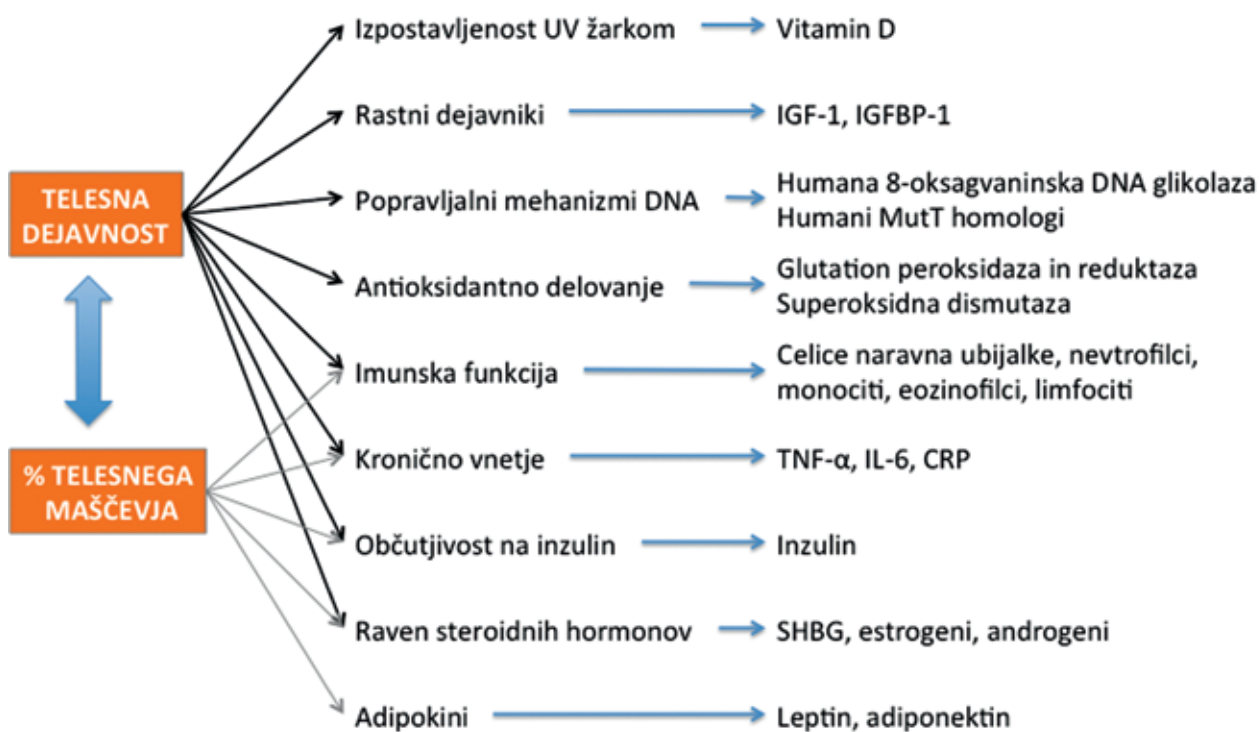 Izpostavljenost UV žarkom
Vitamin D
Rastni dejavniki
IGF-1, IGFBP-1
TELESNA
DEJAVNOST
Popravljalni mehanizmi DNA
Humana 8-oksagvaninska DNA glikolaza
Humani MutT homologi
Antioksidantno delovanje
Glutation peroksidaza in reduktaza
Superoksidna dismutaza
Imunska funkcija
Celice naravna ubijalke, nevtrofilci,
monociti, eozinofilci, limfociti
% TELESNEGA
MAŠČEVJA
Kronično vnetje
TNF-α, IL-6, CRP
Občutjivost na inzulin
Inzulin
Raven steroidnih hormonov
SHBG, estrogeni, androgeni
Adipokini
Leptin, adiponektin